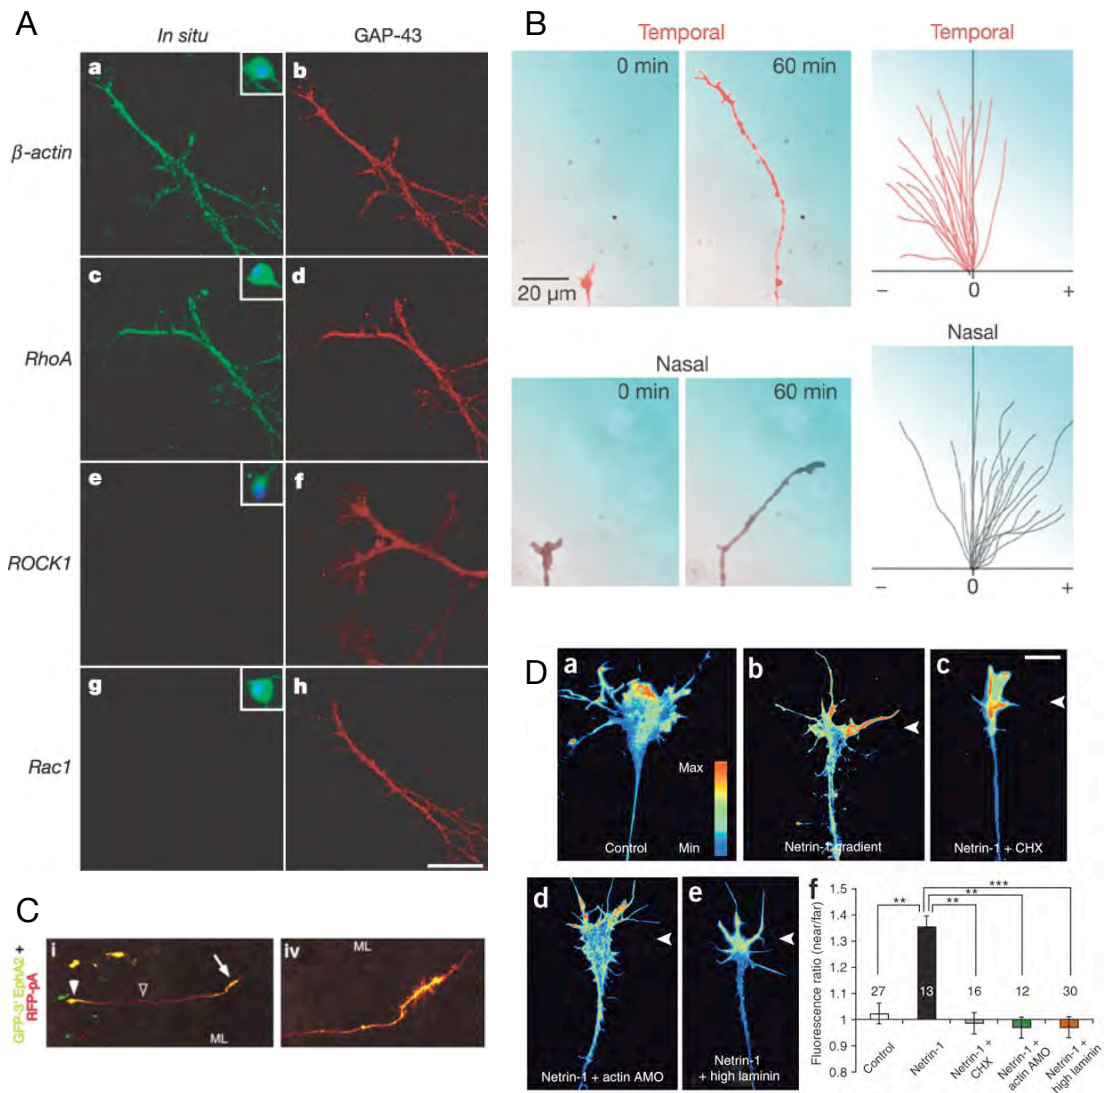 A
In situ
GAP-43
a
b
β-actin
c
d
RhoA
e
f
ROCK1
g
h
Rac1
B
Temporal
0 min
60 min
20 µm
Temporal
−
0
+
Nasal
0 min
60 min
Nasal
−
0
+
C
GFP-3' EphA2 +
RFP-pA
i
ML
iv
ML
D
a
Max
Min
Control
b
Netrin-1 gradient
c
Netrin-1 + CHX
d
Netrin-1 + actin AMO
e
Netrin-1
+ high laminin
f
Fluorescence ratio (near/far)
1.5
1.4
1.3
1.2
1.1
1
0.9
0.8
***
**
**
**
27
13
16
12
30
Control
Netrin-1
Netrin-1 +
CHX
Netrin-1 +
actin AMO
Netrin-1 +
high laminin